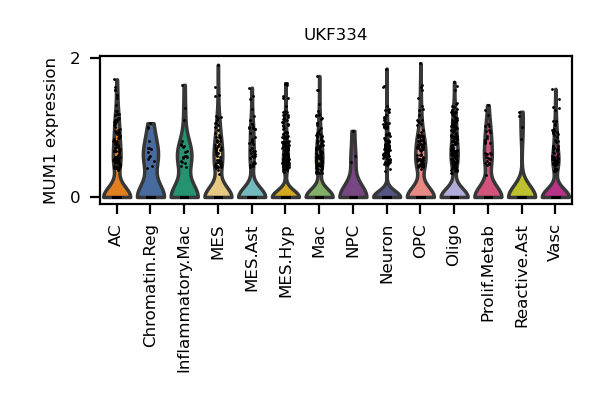 UKF334
MUM1 expression
2
0
AC
Chromatin.Reg
Inflammatory.Mac
MES
MES.Ast
MES.Hyp
Mac
NPC
Neuron
OPC
Oligo
Prolif.Metab
Reactive.Ast
Vasc